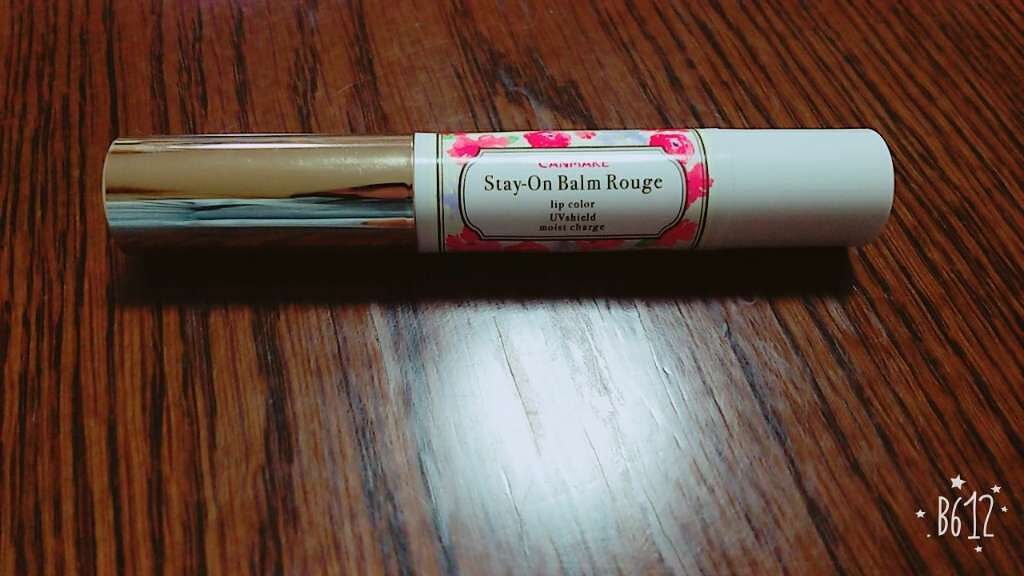 CANMAKE
Stay-On Balm Rouge
lip color
UVshield
moist charge
B612